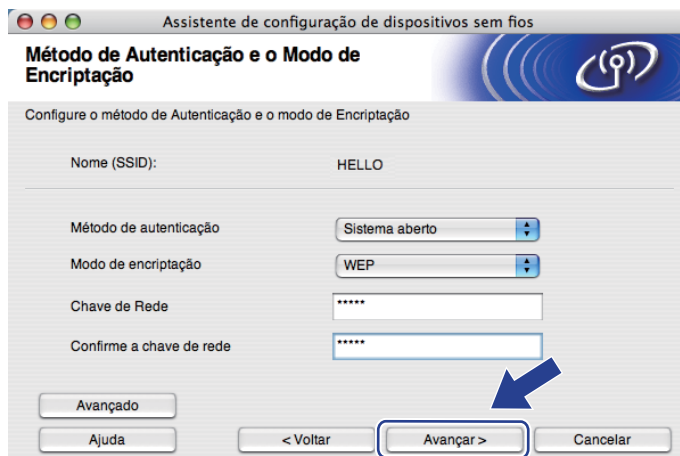 Assistente de configuração de dispositivos sem fios
Método de Autenticação e o Modo de
Encriptação
Configure o método de Autenticação e o modo de Encriptação
Nome (SSID): HELLO
Método de autenticação Sistema aberto
Modo de encriptação WEP
Chave de Rede *****
Confirme a chave de rede *****
Avançado
Ajuda < Voltar Avançar > Cancelar